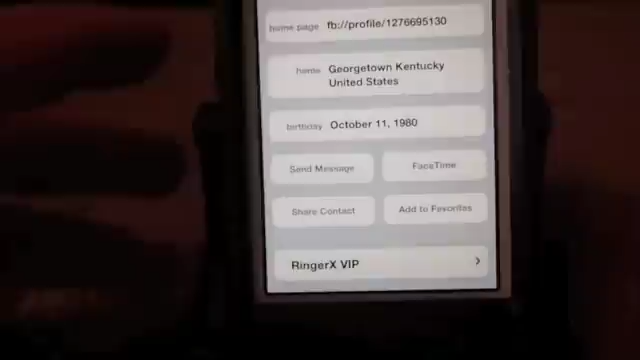 home page fb://profile/1276695130
home Georgetown Kentucky
United States
birthday October 11, 1980
Send Message FaceTime
Share Contact Add to Favorites
RingerX VIP